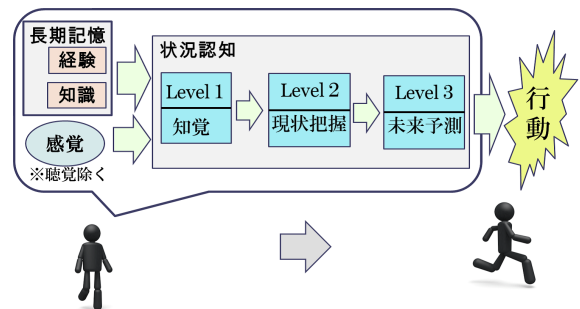 長期記憶
経験
知識
感覚
※聴覚除く
状況認知
Level 1
知覚
Level 2
現状把握
Level 3
未来予測
行動